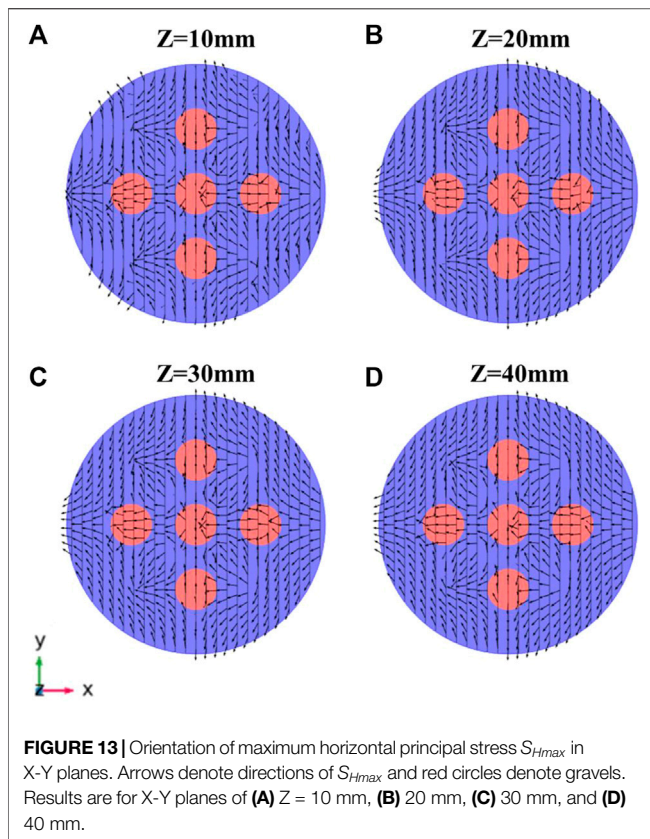 A
Z=10mm
B
Z=20mm
C
Z=30mm
D
Z=40mm
y
z
x
FIGURE 13 | Orientation of maximum horizontal principal stress SHmax in
X-Y planes. Arrows denote directions of SHmax and red circles denote gravels.
Results are for X-Y planes of (A) Z = 10 mm, (B) 20 mm, (C) 30 mm, and (D)
40 mm.